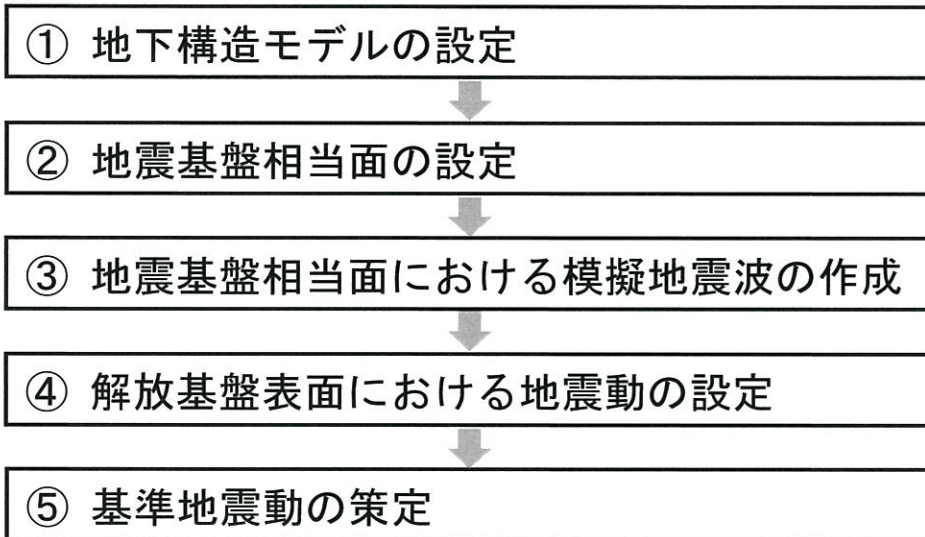 ① 地下構造モデルの設定
② 地震基盤相当面の設定
③ 地震基盤相当面における模擬地震波の作成
④ 解放基盤表面における地震動の設定
⑤ 基準地震動の策定